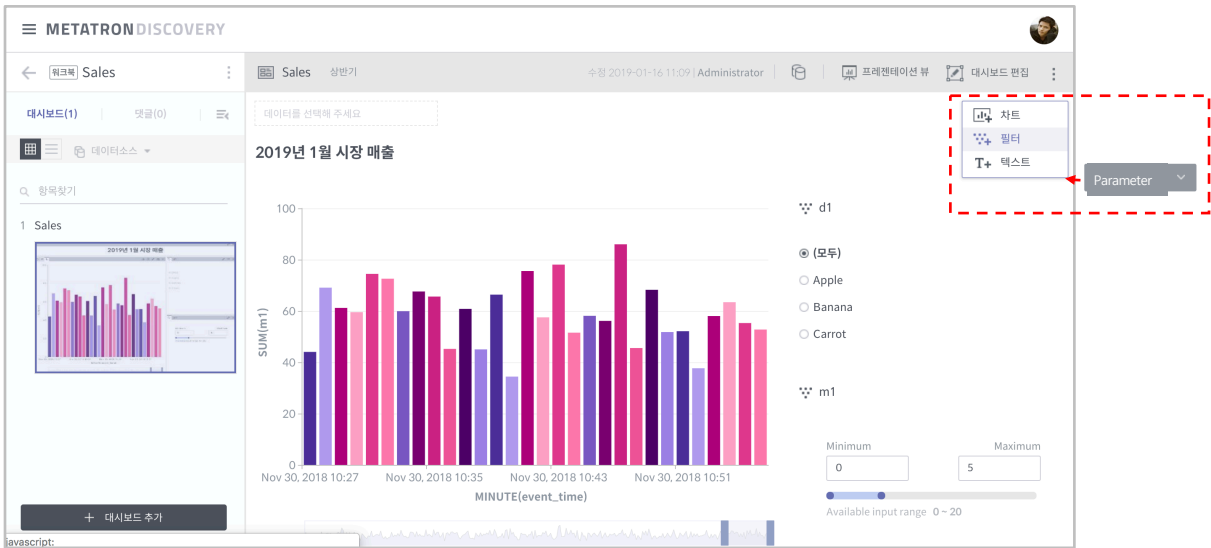 METATRON DISCOVERY
워크북 Sales
Sales 상반기
수정 2019-01-16 11:09 | Administrator
프레젠테이션 뷰
대시보드 편집
대시보드(1)
댓글(0)
데이터소스
항목찾기
1 Sales
2019년 1월 시장 매출
대시보드 추가
javascript:
데이터를 선택해 주세요
2019년 1월 시장 매출
차트
필터
T+ 텍스트
Parameter
100
80
60
40
20
0
SUM(m1)
Nov 30, 2018 10:27
Nov 30, 2018 10:35
Nov 30, 2018 10:43
Nov 30, 2018 10:51
MINUTE(event_time)
d1
(모두)
Apple
Banana
Carrot
m1
Minimum Maximum
0 5
Available input range 0 ~ 20